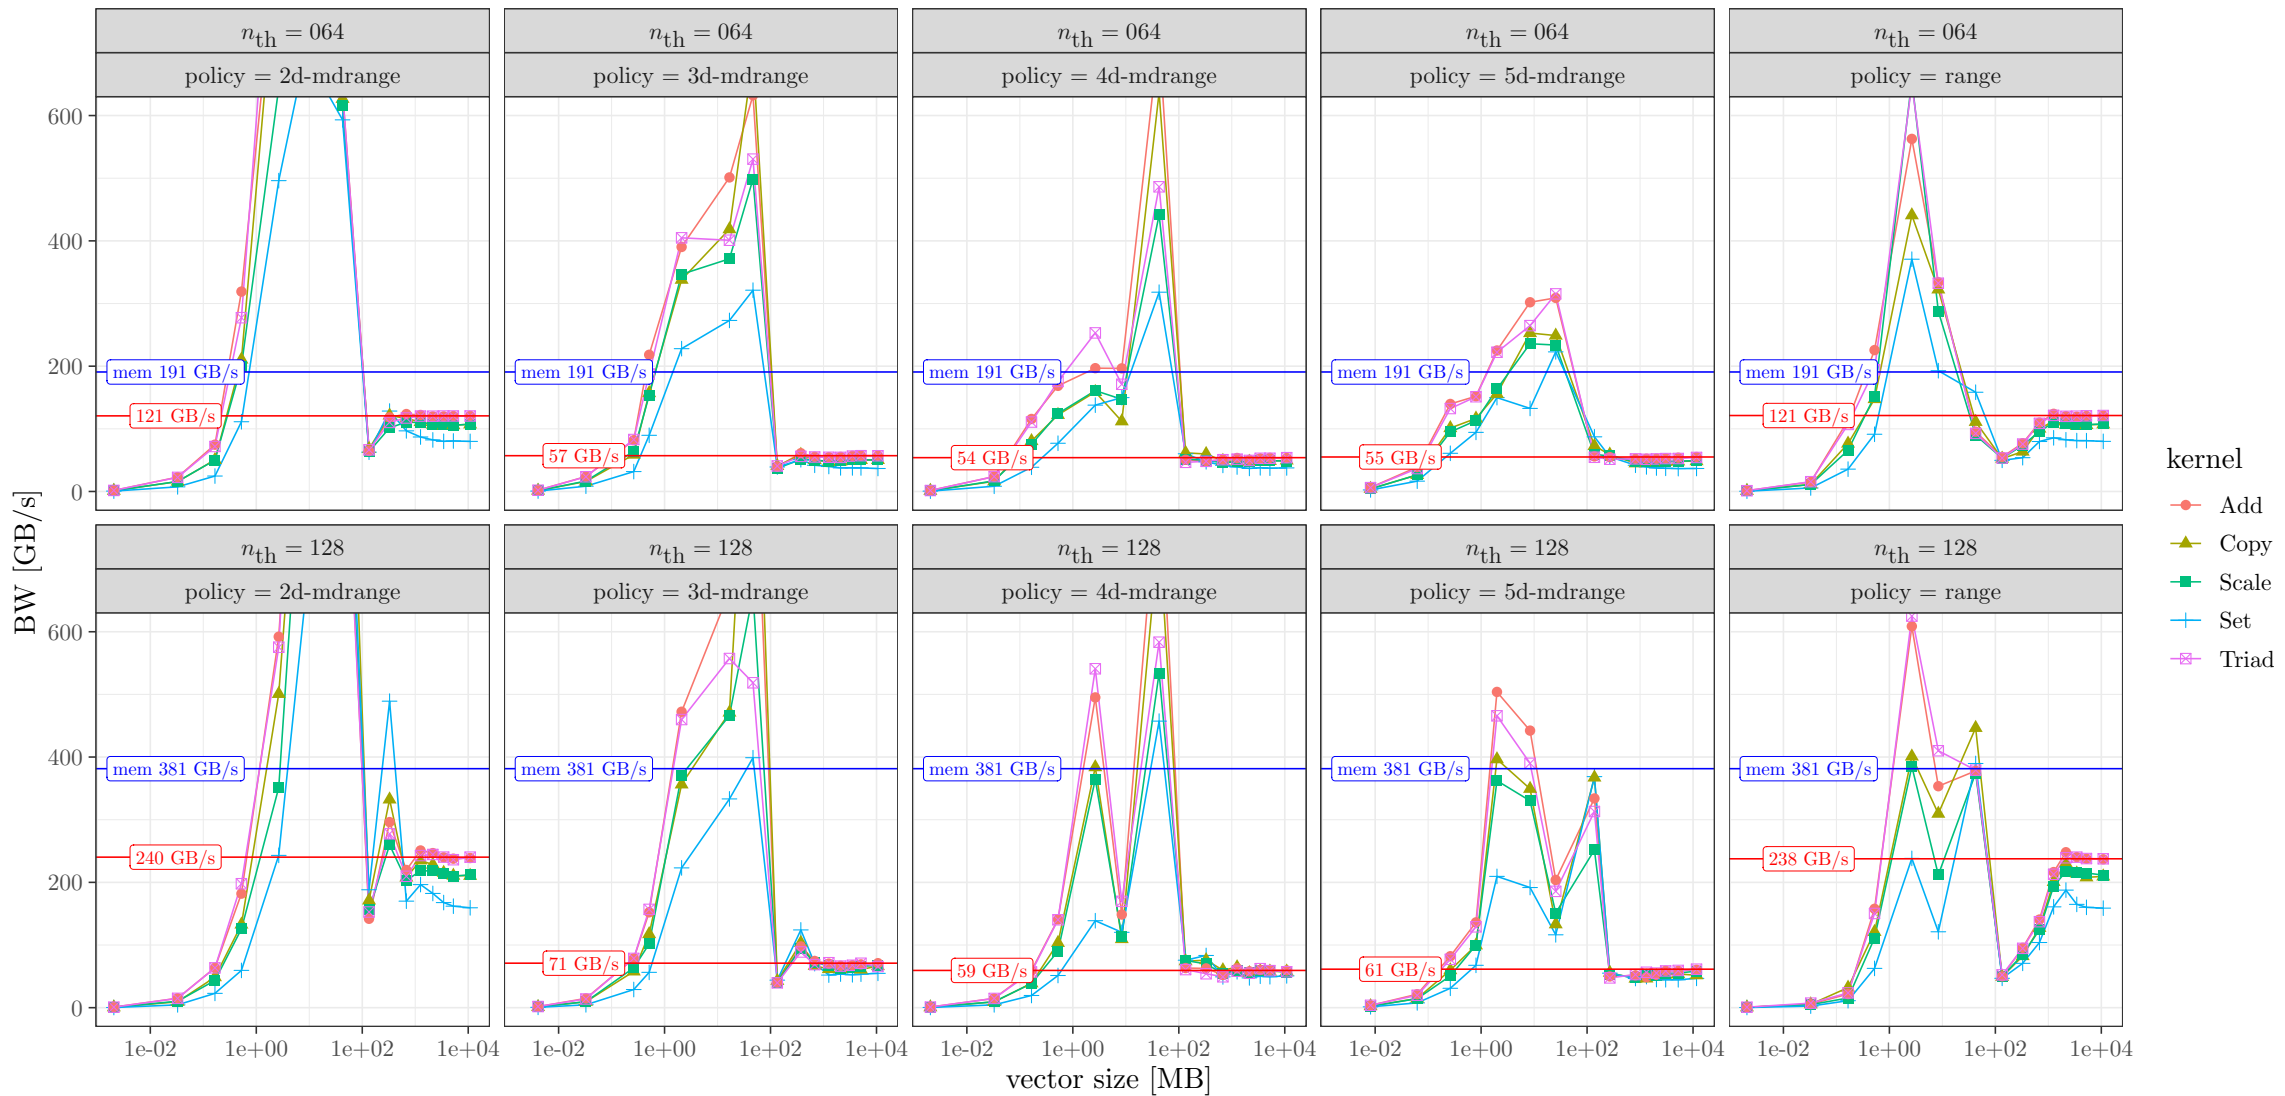 n_th = 064
n_th = 064
n_th = 064
n_th = 064
n_th = 064
policy = 2d-mdrange
policy = 3d-mdrange
policy = 4d-mdrange
policy = 5d-mdrange
policy = range
600
400
200
0
mem 191 GB/s
mem 191 GB/s
mem 191 GB/s
mem 191 GB/s
mem 191 GB/s
121 GB/s
57 GB/s
54 GB/s
55 GB/s
121 GB/s
BW [GB/s]
n_th = 128
n_th = 128
n_th = 128
n_th = 128
n_th = 128
policy = 2d-mdrange
policy = 3d-mdrange
policy = 4d-mdrange
policy = 5d-mdrange
policy = range
600
400
200
0
mem 381 GB/s
mem 381 GB/s
mem 381 GB/s
mem 381 GB/s
mem 381 GB/s
240 GB/s
71 GB/s
59 GB/s
61 GB/s
238 GB/s
1e-02 1e+00 1e+02 1e+04
1e-02 1e+00 1e+02 1e+04
1e-02 1e+00 1e+02 1e+04
1e-02 1e+00 1e+02 1e+04
1e-02 1e+00 1e+02 1e+04
vector size [MB]
kernel
Add
Copy
Scale
Set
Triad